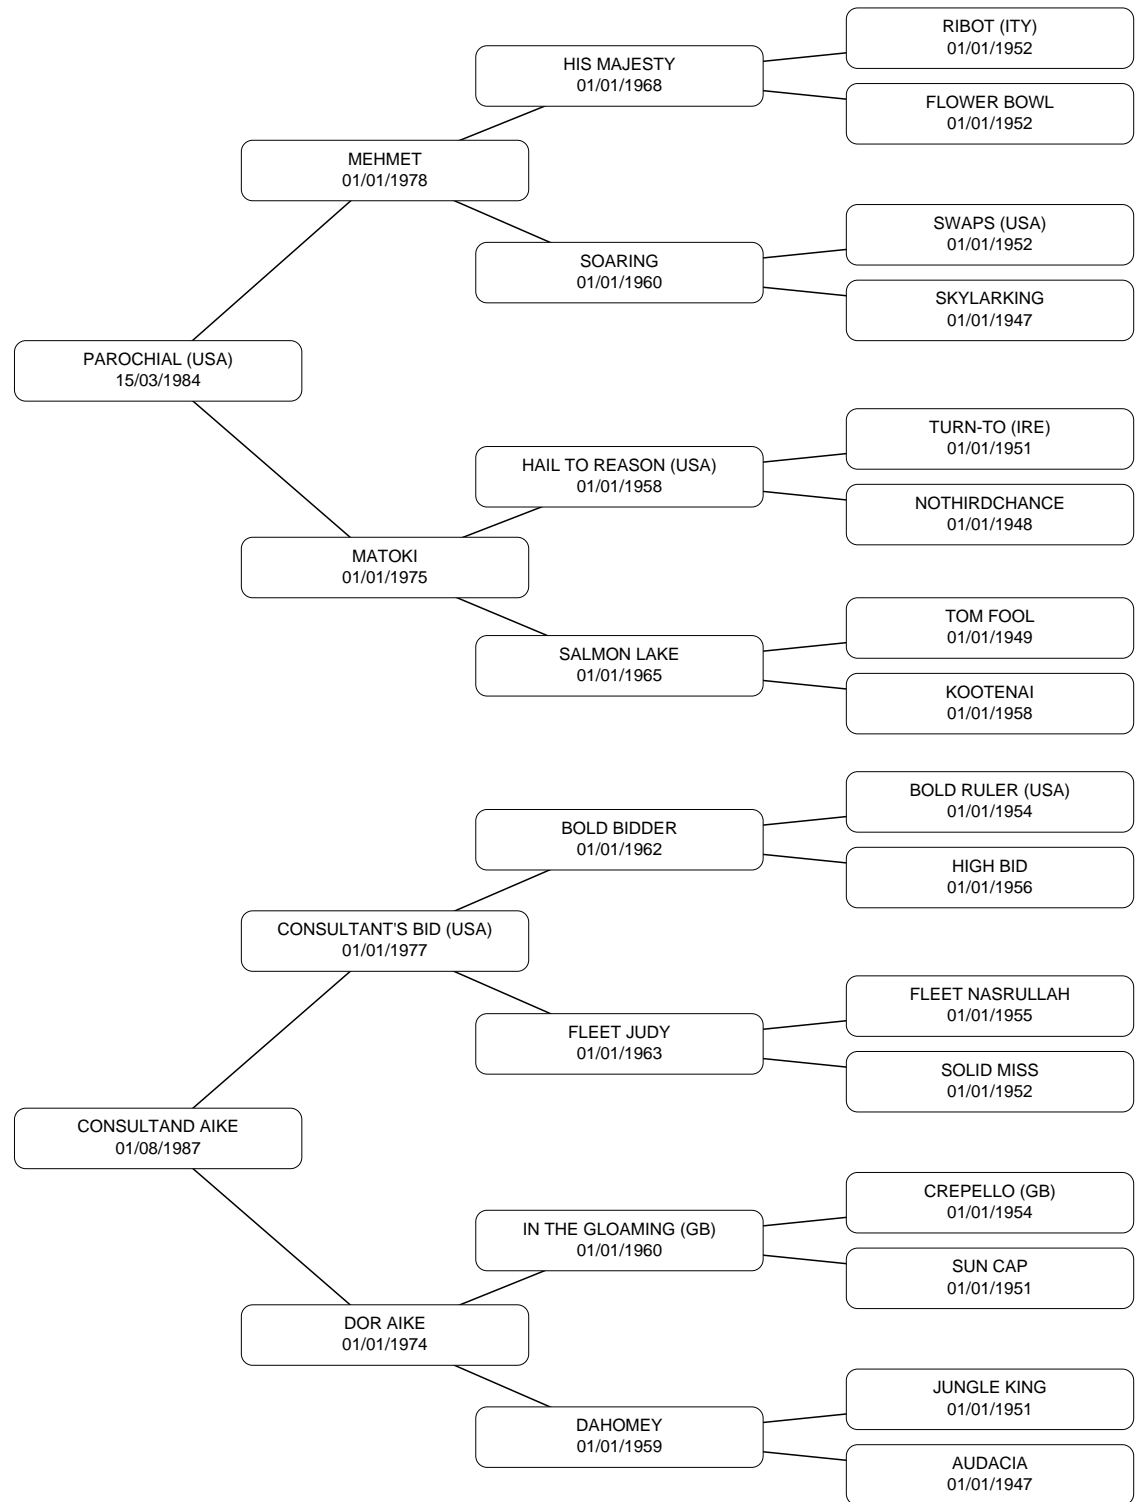 RIBOT (ITY)
01/01/1952
HIS MAJESTY
01/01/1968
FLOWER BOWL
01/01/1952
MEHMET
01/01/1978
SWAPS (USA)
01/01/1952
SOARING
01/01/1960
SKYLARKING
01/01/1947
PAROCHIAL (USA)
15/03/1984
TURN-TO (IRE)
01/01/1951
HAIL TO REASON (USA)
01/01/1958
NOTHIRDCHANCE
01/01/1948
MATOKI
01/01/1975
TOM FOOL
01/01/1949
SALMON LAKE
01/01/1965
KOOTENAI
01/01/1958
BOLD RULER (USA)
01/01/1954
BOLD BIDDER
01/01/1962
HIGH BID
01/01/1956
CONSULTANT'S BID (USA)
01/01/1977
FLEET NASRULLAH
01/01/1955
FLEET JUDY
01/01/1963
SOLID MISS
01/01/1952
CONSULTAND AIKE
01/08/1987
CREPELLO (GB)
01/01/1954
IN THE GLOAMING (GB)
01/01/1960
SUN CAP
01/01/1951
DOR AIKE
01/01/1974
JUNGLE KING
01/01/1951
DAHOMEY
01/01/1959
AUDACIA
01/01/1947